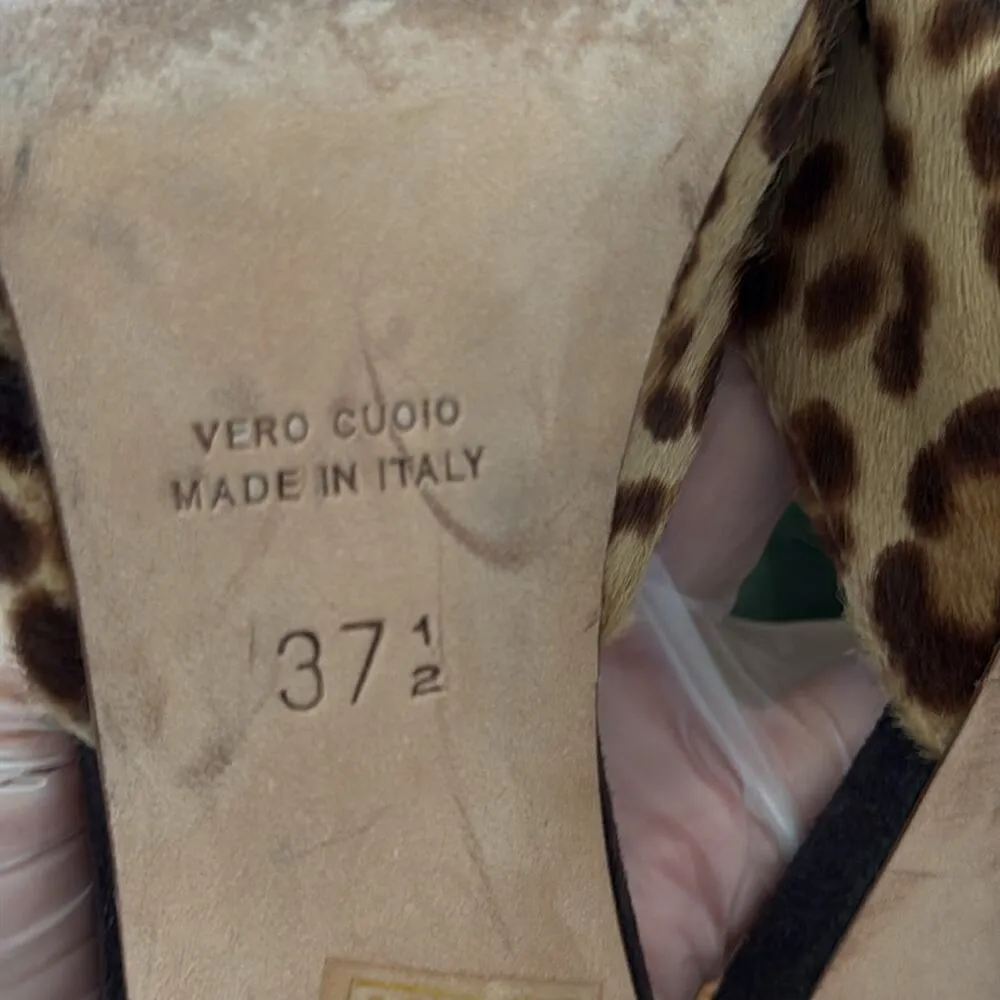 VERO CUOIO
MADE IN ITALY
37 1/2